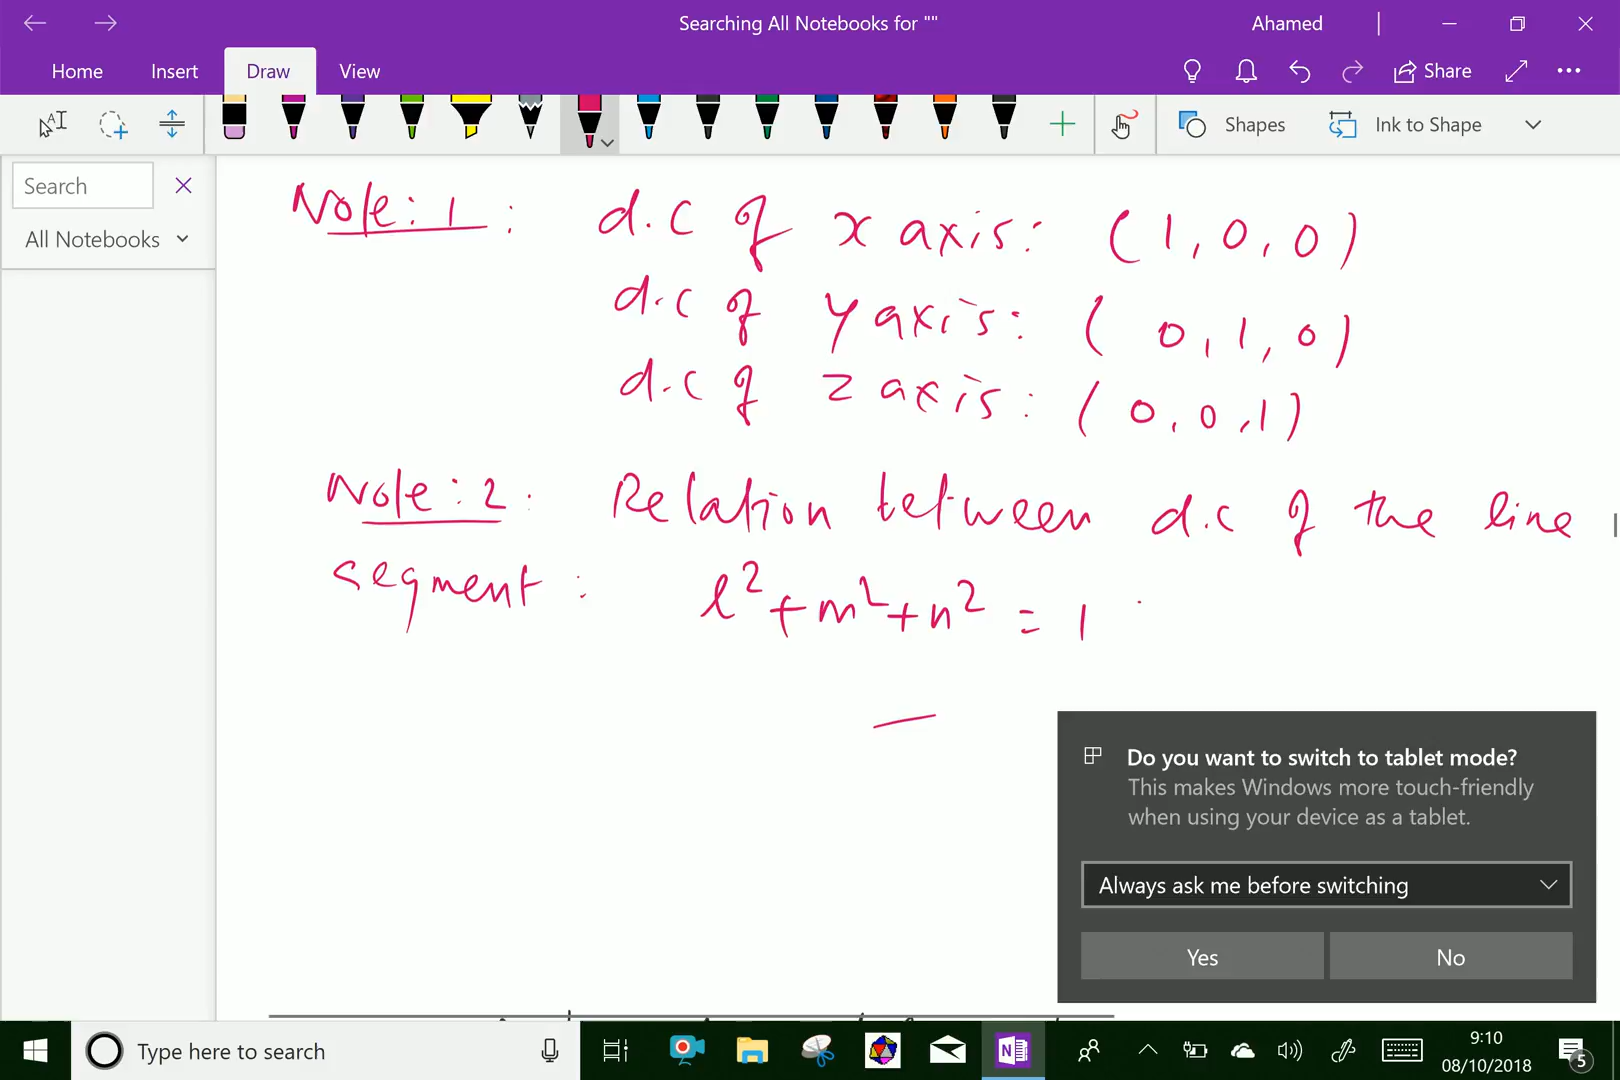 Searching All Notebooks for ""
Ahamed
Home
Insert
Draw
View
Share
Shapes
Ink to Shape
Search
All Notebooks
Note: 1 : d.c of x axis: (1, 0, 0)
d.c of y axis: (0, 1, 0)
d.c of z axis: (0, 0, 1)
Note: 2 : Relation between d.c of the line
segment : l²+m²+n² = 1
Do you want to switch to tablet mode?
This makes Windows more touch-friendly
when using your device as a tablet.
Always ask me before switching
Yes
No
Type here to search
9:10
08/10/2018
5